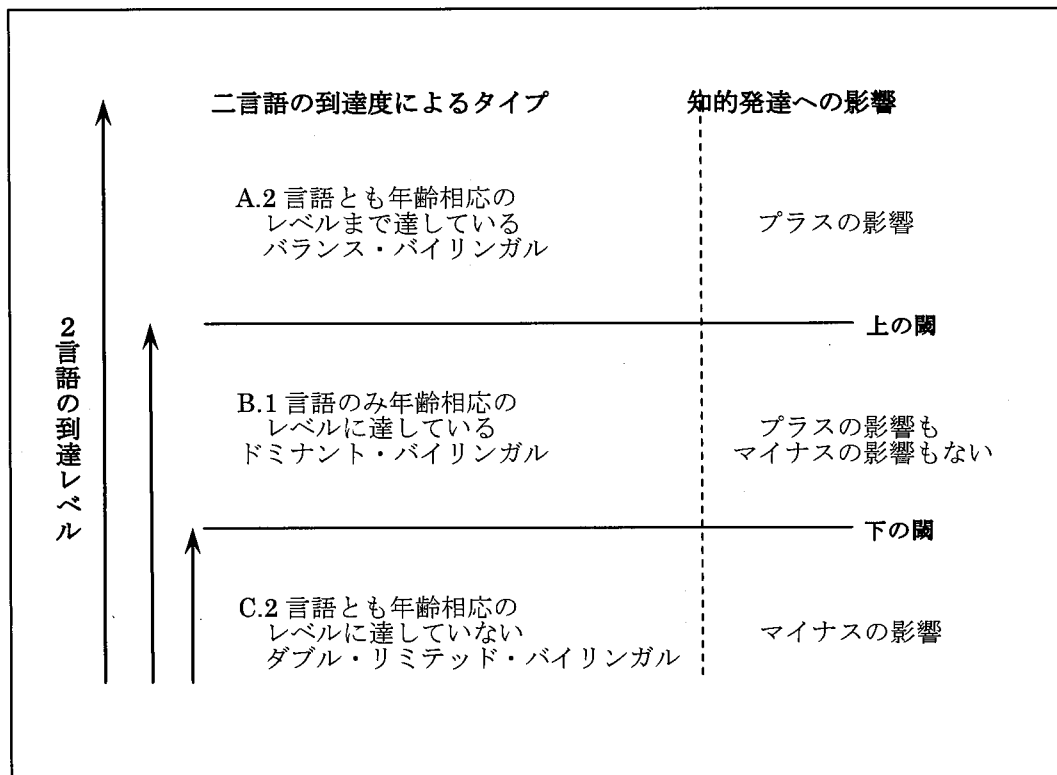 二言語の到達度によるタイプ
知的発達への影響
A.2 言語とも年齢相応の
レベルまで達している
バランス・バイリンガル
プラスの影響
上の閾
B.1 言語のみ年齢相応の
レベルに達している
ドミナント・バイリンガル
プラスの影響も
マイナスの影響もない
下の閾
C.2 言語とも年齢相応の
レベルに達していない
ダブル・リミテッド・バイリンガル
マイナスの影響
2言語の到達レベル